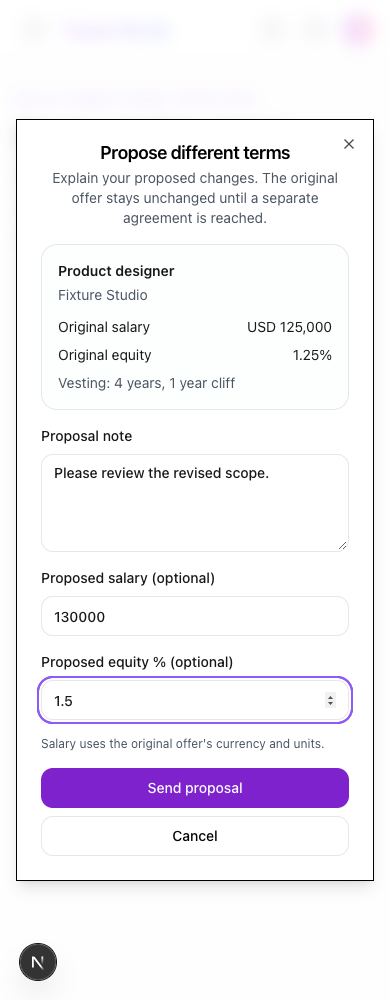 Propose different terms
Explain your proposed changes. The original
offer stays unchanged until a separate
agreement is reached.
Product designer
Fixture Studio
Original salary USD 125,000
Original equity 1.25%
Vesting: 4 years, 1 year cliff
Proposal note
Please review the revised scope.
Proposed salary (optional)
130000
Proposed equity % (optional)
1.5
Salary uses the original offer's currency and units.
Send proposal
Cancel
N